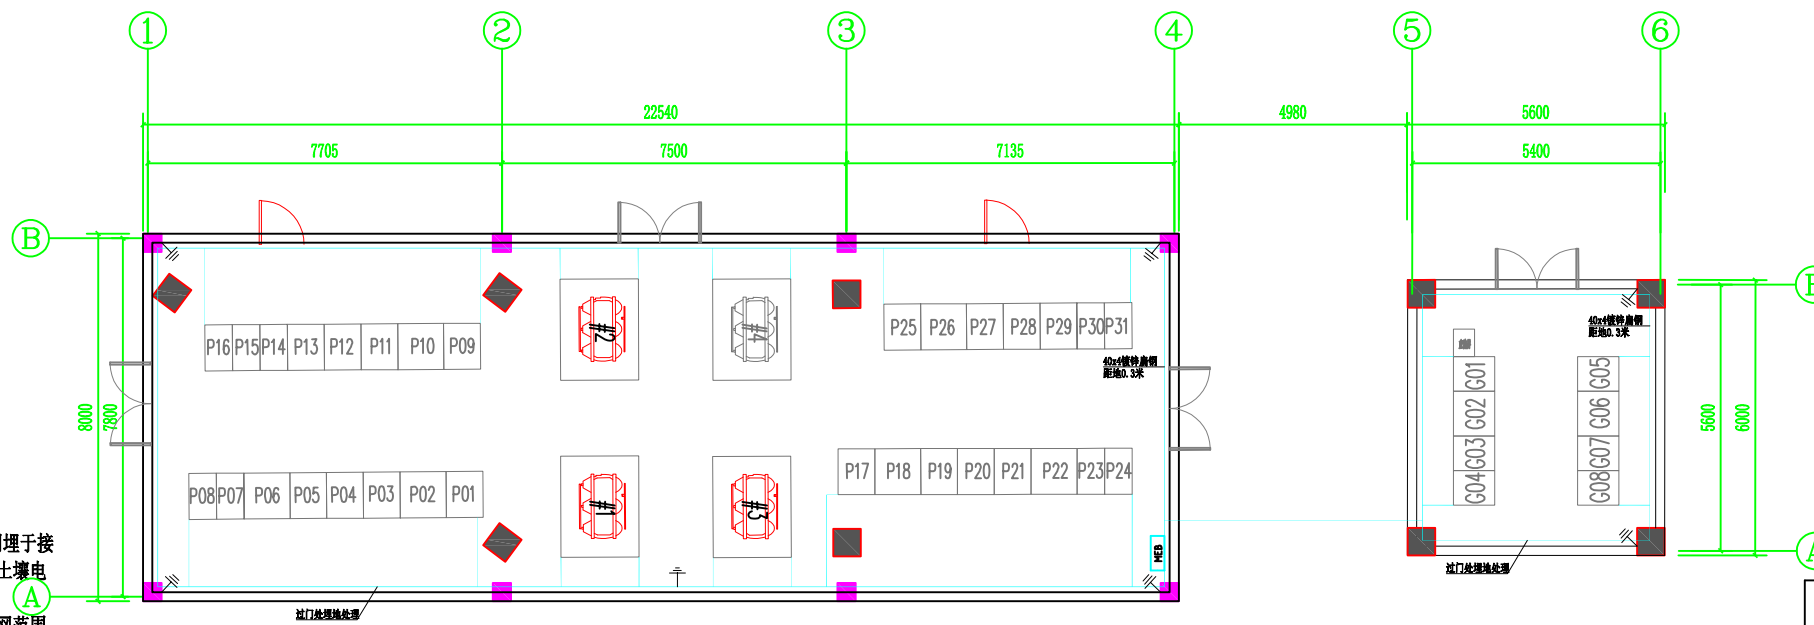 1 2 3 4 5 6
22540 4980 5600
7705 7500 7135 5400
B
P16 P15 P14 P13 P12 P11 P10 P09
#2 #4
P25 P26 P27 P28 P29 P30 P31
40x4镀锌扁钢
距地0.3米
40x4镀锌扁钢
距地0.3米
G01 G02 G03 G04
G05 G06 G07 G08
8000 7800
5600 6000
P08 P07 P06 P05 P04 P03 P02 P01
#1 #3
P17 P18 P19 P20 P21 P22 P23 P24
MEB
埋于接
土壤电
A
A
过门处埋地处理
过门处埋地处理
网范围